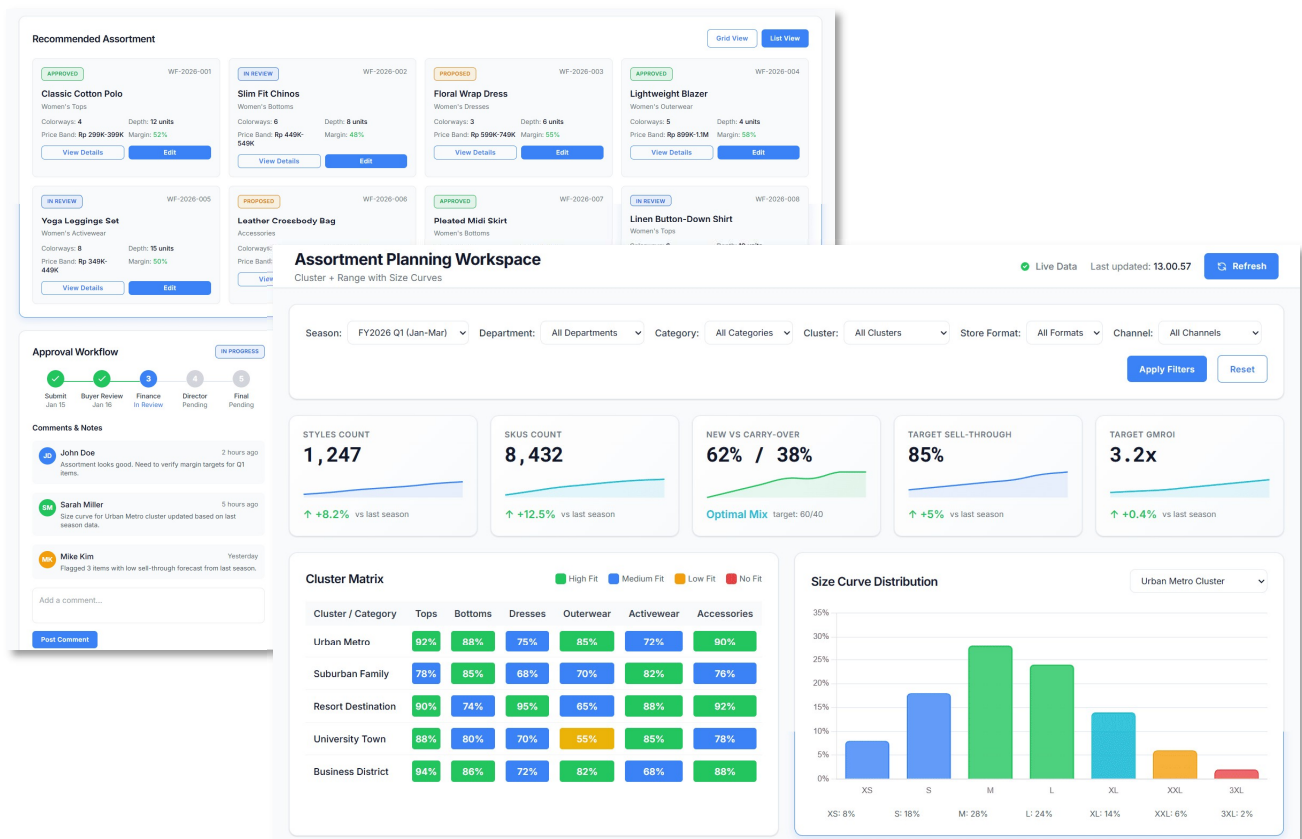 Recommended Assortment
Grid View
List View
APPROVED WF-2026-001
Classic Cotton Polo
Women's Tops
Colorways: 4 Depth: 12 units
Price Band: Rp 299K-399K Margin: 52%
View Details Edit
IN REVIEW WF-2026-002
Slim Fit Chinos
Women's Bottoms
Colorways: 6 Depth: 8 units
Price Band: Rp 449K- Margin: 48%
549K
View Details Edit
PROPOSED WF-2026-003
Floral Wrap Dress
Women's Dresses
Colorways: 3 Depth: 6 units
Price Band: Rp 599K-749K Margin: 55%
View Details Edit
APPROVED WF-2026-004
Lightweight Blazer
Women's Outerwear
Colorways: 5 Depth: 4 units
Price Band: Rp 899K-1.1M Margin: 58%
View Details Edit
IN REVIEW WF-2026-005
Yoga Leggings Set
Women's Activewear
Colorways: 8 Depth: 15 units
Price Band: Rp 349K- Margin: 50%
449K
View Details Edit
PROPOSED WF-2026-006
Leather Crossbody Bag
Accessories
Colorways:
Price Band:
APPROVED WF-2026-007
Pleated Midi Skirt
Women's Bottoms
IN REVIEW WF-2026-008
Linen Button-Down Shirt
Women's Tops
Approval Workflow IN PROGRESS
3 4 5
Submit Buyer Review Finance Director Final
Jan 15 Jan 16 In Review Pending Pending
Comments & Notes
JD John Doe 2 hours ago
Assortment looks good. Need to verify margin targets for Q1
items.
SM Sarah Miller 5 hours ago
Size curve for Urban Metro cluster updated based on last
season data.
MK Mike Kim Yesterday
Flagged 3 items with low sell-through forecast from last season.
Add a comment...
Post Comment
Assortment Planning Workspace
Cluster + Range with Size Curves
Live Data Last updated: 13.00.57 Refresh
Season: FY2026 Q1 (Jan-Mar) Department: All Departments Category: All Categories Cluster: All Clusters Store Format: All Formats Channel: All Channels
Apply Filters Reset
STYLES COUNT
1,247
↑ +8.2% vs last season
SKUS COUNT
8,432
↑ +12.5% vs last season
NEW VS CARRY-OVER
62% / 38%
Optimal Mix target: 60/40
TARGET SELL-THROUGH
85%
↑ +5% vs last season
TARGET GMROI
3.2x
↑ +0.4% vs last season
Cluster Matrix High Fit Medium Fit Low Fit No Fit
Cluster / Category Tops Bottoms Dresses Outerwear Activewear Accessories
Urban Metro 92% 88% 75% 85% 72% 90%
Suburban Family 78% 85% 68% 70% 82% 76%
Resort Destination 90% 74% 95% 65% 88% 92%
University Town 88% 80% 70% 55% 85% 78%
Business District 94% 86% 72% 82% 68% 88%
Size Curve Distribution Urban Metro Cluster
35%
30%
25%
20%
15%
10%
5%
0%
XS S M L XL XXL 3XL
XS: 8% S: 18% M: 28% L: 24% XL: 14% XXL: 6% 3XL: 2%